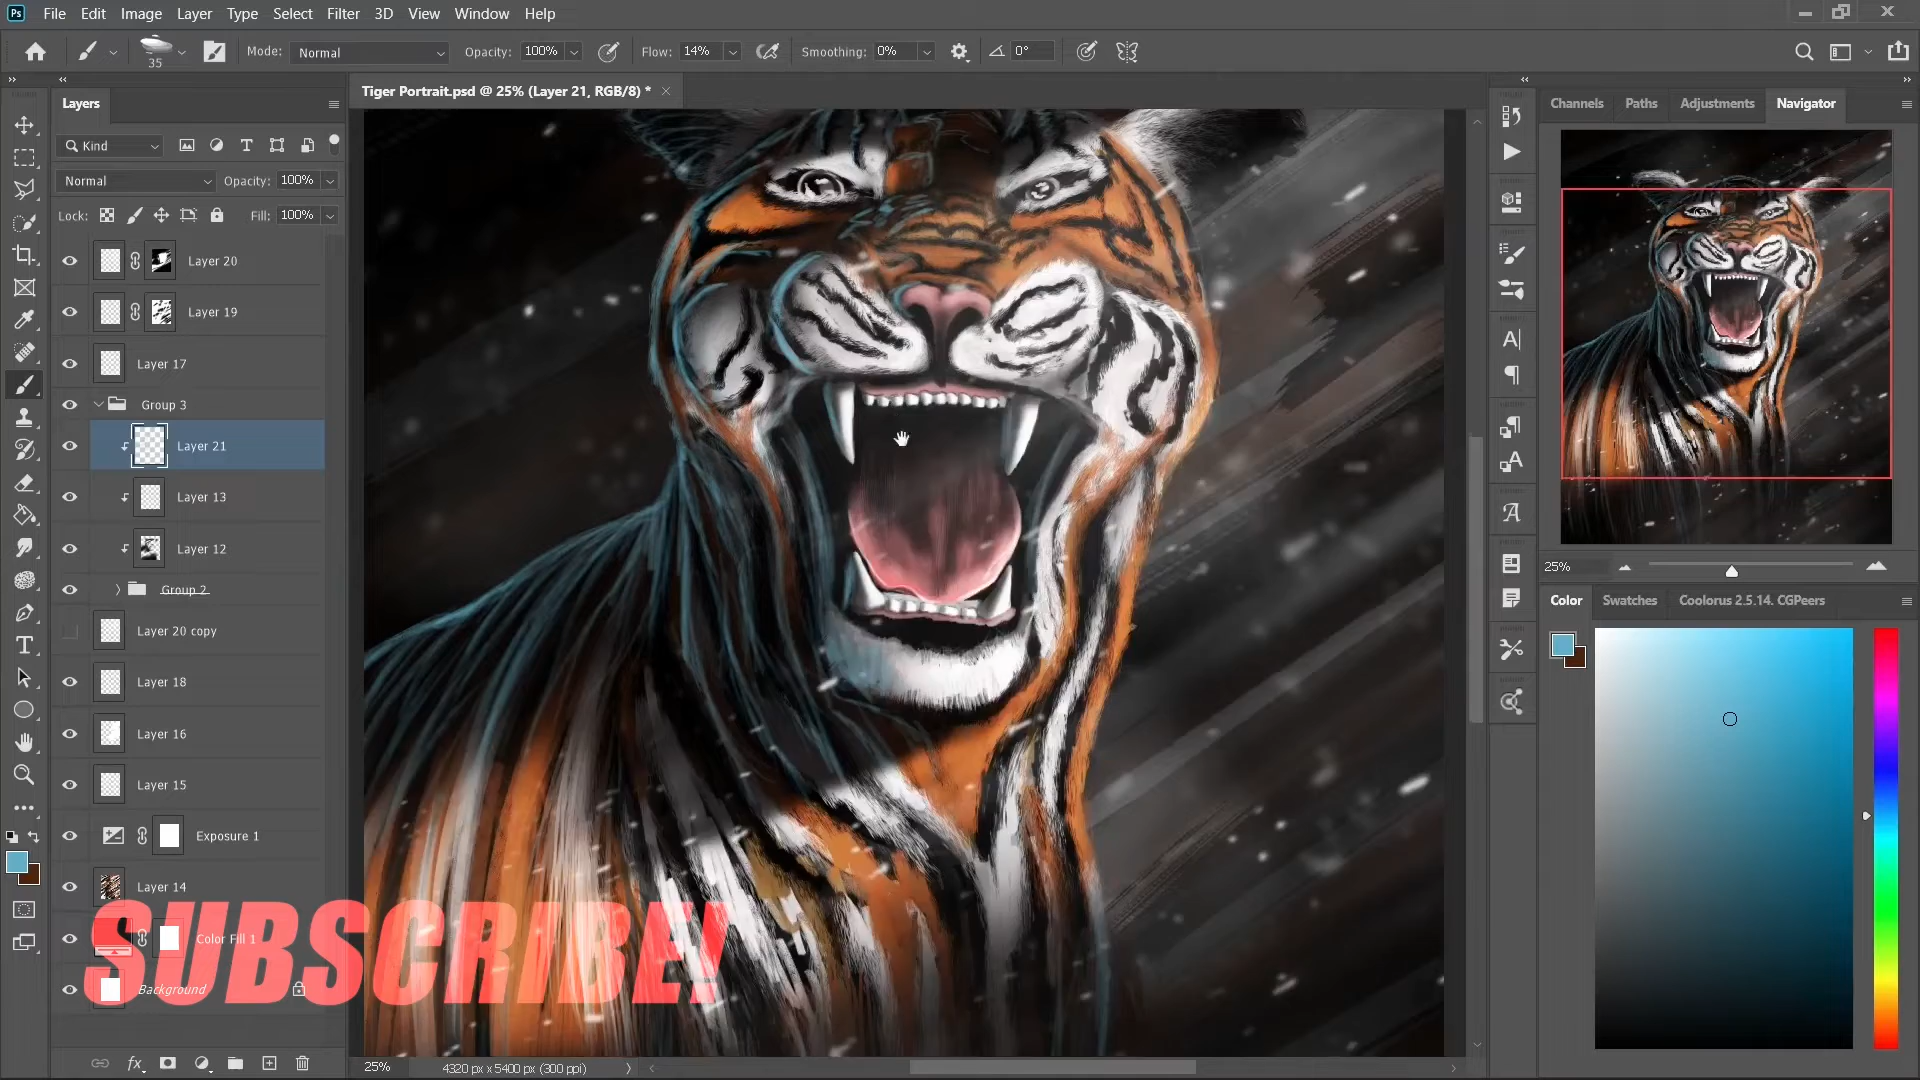 Ps File Edit Image Layer Type Select Filter 3D View Window Help
35 Mode: Normal Opacity: 100% Flow: 14% Smoothing: 0% 0°
Layers
Tiger Portrait.psd @ 25% (Layer 21, RGB/8) *
Channels Paths Adjustments Navigator
Kind
Normal Opacity: 100%
Lock: Fill: 100%
Layer 20
Layer 19
Layer 17
Group 3
Layer 21
Layer 13
Layer 12
Group 2
Layer 20 copy
Layer 18
Layer 16
Layer 15
Exposure 1
Layer 14
Color Fill 1
Background
SUBSCRIBE!
fx
25% 4320 px x 5400 px (300 ppi)
25%
Color Swatches Coolorus 2.5.14. CGPeers